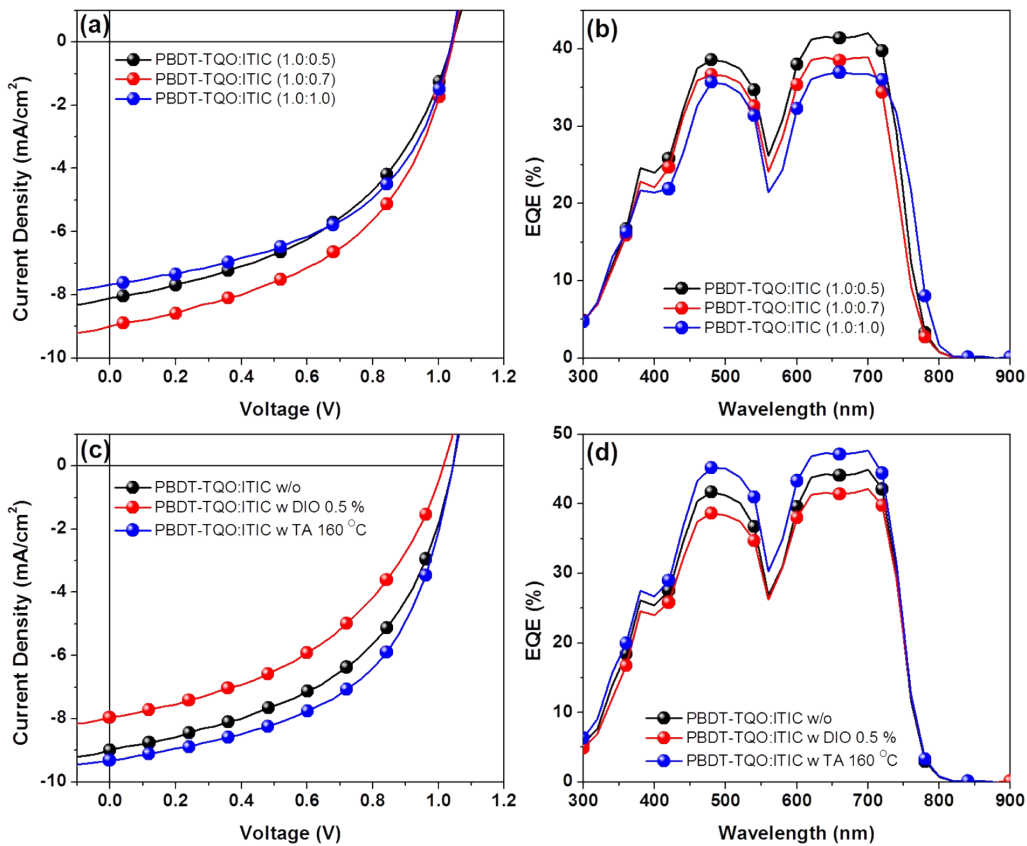 (a)
PBDT-TQO:ITIC (1.0:0.5)
PBDT-TQO:ITIC (1.0:0.7)
PBDT-TQO:ITIC (1.0:1.0)
0
-2
-4
-6
-8
-10
Current Density (mA/cm²)
0.0 0.2 0.4 0.6 0.8 1.0 1.2
Voltage (V)
(b)
40
30
20
10
0
EQE (%)
PBDT-TQO:ITIC (1.0:0.5)
PBDT-TQO:ITIC (1.0:0.7)
PBDT-TQO:ITIC (1.0:1.0)
300 400 500 600 700 800 900
Wavelength (nm)
(c)
PBDT-TQO:ITIC w/o
PBDT-TQO:ITIC w DIO 0.5 %
PBDT-TQO:ITIC w TA 160 °C
0
-2
-4
-6
-8
-10
Current Density (mA/cm²)
0.0 0.2 0.4 0.6 0.8 1.0 1.2
Voltage (V)
(d)
50
40
30
20
10
0
EQE (%)
PBDT-TQO:ITIC w/o
PBDT-TQO:ITIC w DIO 0.5 %
PBDT-TQO:ITIC w TA 160 °C
300 400 500 600 700 800 900
Wavelength (nm)